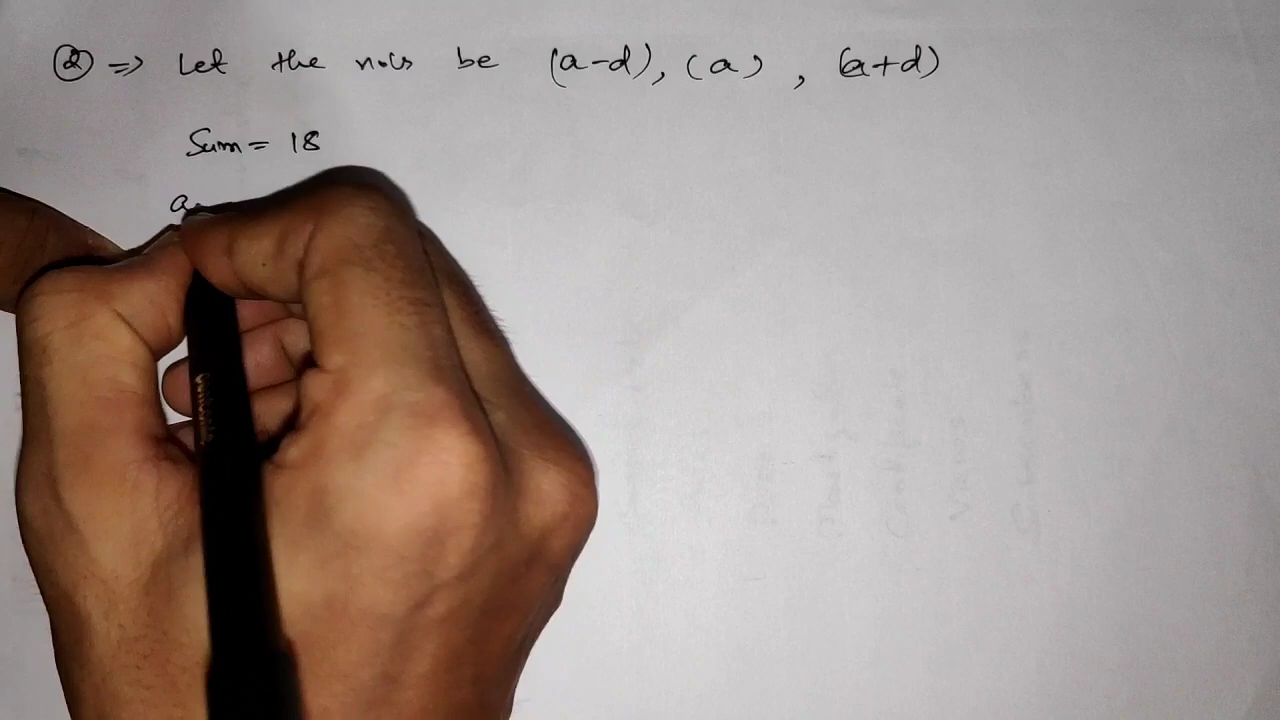 ② => Let the no.s be (a-d), (a) , (a+d)
Sum = 18
a